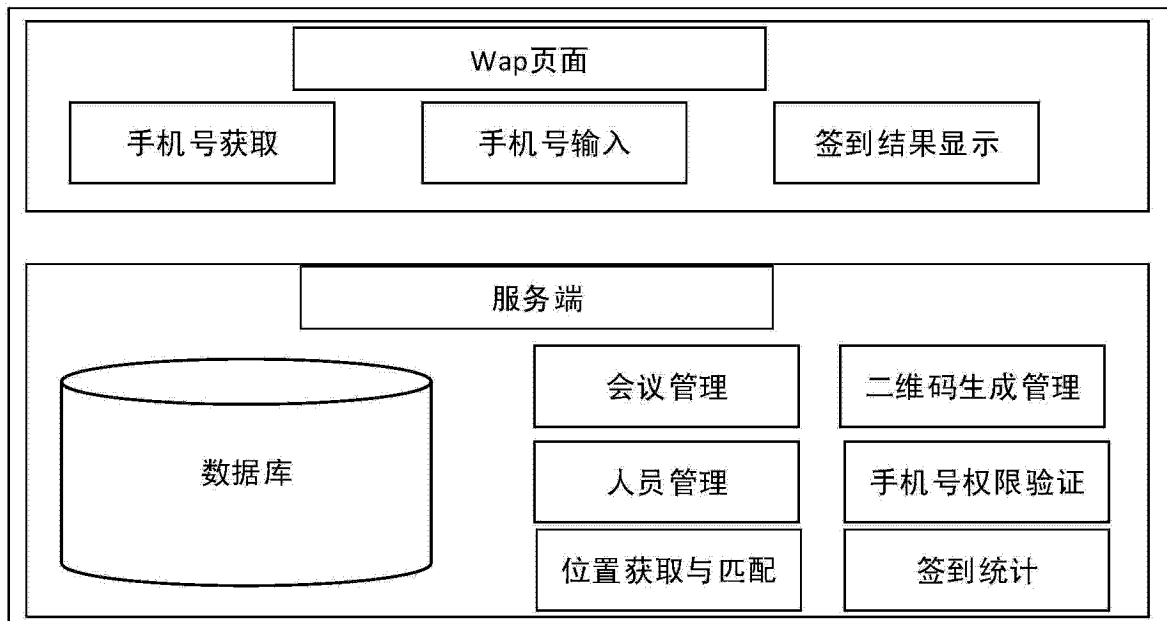 Wap页面
手机号获取
手机号输入
签到结果显示
服务端
数据库
会议管理
二维码生成管理
人员管理
手机号权限验证
位置获取与匹配
签到统计